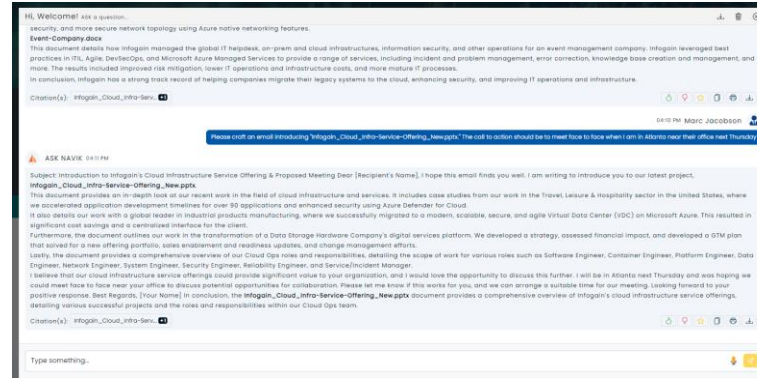 Hi, Welcome! ASK a question...
security, and more secure network topology using Azure native networking features.
Event-Company.docx
This document details how Infogain managed the global IT helpdesk, on-prem and cloud infrastructures, information security, and other operations for an event management company. Infogain leveraged best
practices in ITIL, Agile, DevSecOps, and Microsoft Azure Managed Services to provide a range of services, including incident and problem management, error correction, knowledge base creation and management, and
more. The results included improved risk mitigation, lower IT operations and infrastructure costs, and more mature IT processes.
In conclusion, Infogain has a strong track record of helping companies migrate their legacy systems to the cloud, enhancing security, and improving IT operations and infrastructure.
Citation(s): Infogain_Cloud_Infra-Serv..
04:10 PM Marc Jacobson
Please craft an email introducing "Infogain_Cloud_Infra-Service-Offering_New.pptx." The call to action should be to meet face to face when I am in Atlanta near their office next Thursday
ASK NAVIK 04:11 PM
Subject: Introduction to Infogain's Cloud Infrastructure Service Offering & Proposed Meeting Dear [Recipient's Name], I hope this email finds you well. I am writing to introduce you to our latest project,
Infogain_Cloud_Infra-Service-Offering_New.pptx.
This document provides an in-depth look at our recent work in the field of cloud infrastructure and services. It includes case studies from our work in the Travel, Leisure & Hospitality sector in the United States, where
we accelerated application development timelines for over 90 applications and enhanced security using Azure Defender for Cloud.
It also details our work with a global leader in industrial products manufacturing, where we successfully migrated to a modern, scalable, secure, and agile Virtual Data Center (VDC) on Microsoft Azure. This resulted in
significant cost savings and a centralized interface for the client.
Furthermore, the document outlines our work in the transformation of a Data Storage Hardware Company's digital services platform. We developed a strategy, assessed financial impact, and developed a GTM plan
that solved for a new offering portfolio, sales enablement and readiness updates, and change management efforts.
Lastly, the document provides a comprehensive overview of our Cloud Ops roles and responsibilities, detailing the scope of work for various roles such as Software Engineer, Container Engineer, Platform Engineer, Data
Engineer, Network Engineer, System Engineer, Security Engineer, Reliability Engineer, and Service/Incident Manager.
I believe that our cloud infrastructure service offerings could provide significant value to your organization, and I would love the opportunity to discuss this further. I will be in Atlanta next Thursday and was hoping we
could meet face to face near your office to discuss potential opportunities for collaboration. Please let me know if this works for you, and we can arrange a suitable time for our meeting. Looking forward to your
positive response. Best Regards, [Your Name] In conclusion, the Infogain_Cloud_Infra-Service-Offering_New.pptx document provides a comprehensive overview of Infogain's cloud infrastructure service offerings,
detailing various successful projects and the roles and responsibilities within our Cloud Ops team.
Citation(s): Infogain_Cloud_Infra-Serv..
Type something...